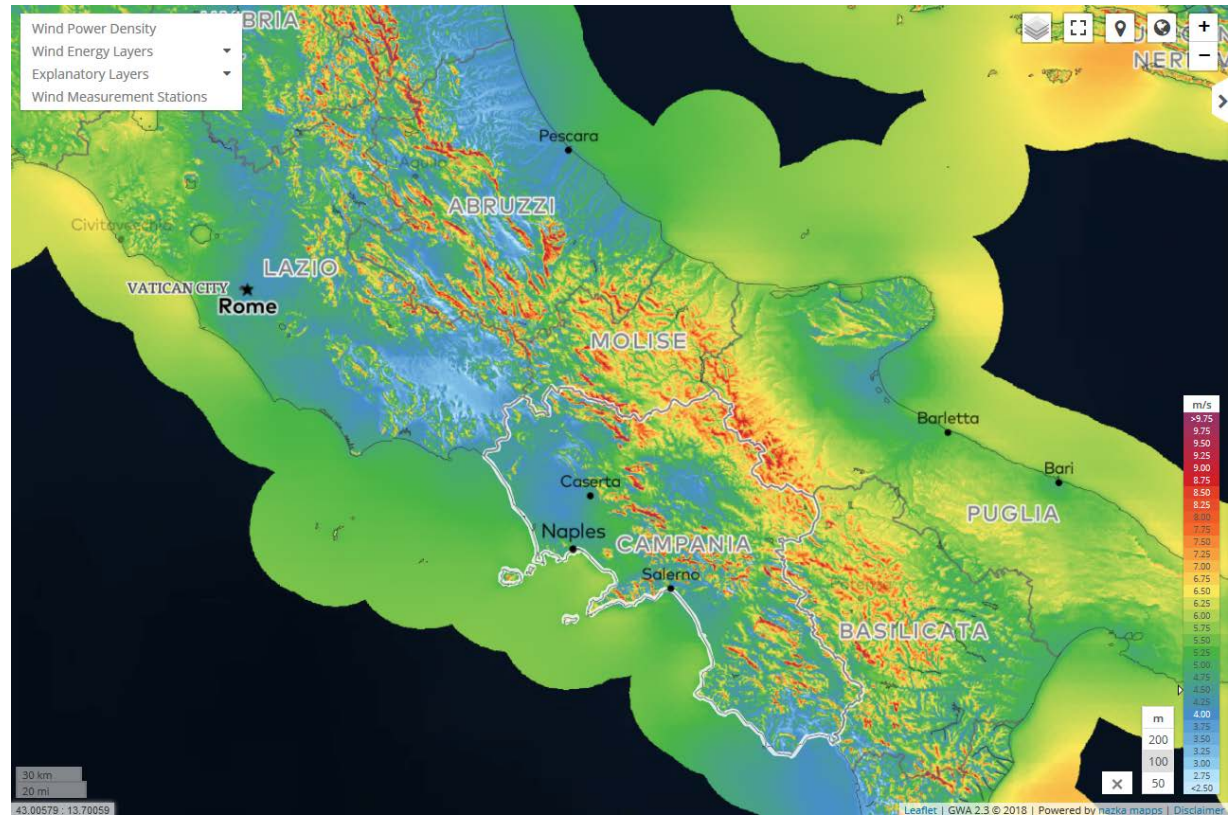 Wind Power Density
Wind Energy Layers
Explanatory Layers
Wind Measurement Stations
BRIA
NER
+
−
Pescara
Aquila
ABRUZZI
Civitavecchia
LAZIO
VATICAN CITY
Rome
MOLISE
Barletta
Bari
Caserta
PUGLIA
Naples
CAMPANIA
Salerno
BASILICATA
m/s
>9.75
9.75
9.50
9.25
9.00
8.75
8.50
8.25
8.00
7.75
7.50
7.25
7.00
6.75
6.50
6.25
6.00
5.75
5.50
5.25
5.00
4.75
4.50
4.25
4.00
3.75
3.50
3.25
3.00
2.75
<2.50
m
200
100
50
30 km
20 mi
43.00579 : 13.70059
Leaflet | GWA 2.3 © 2018 | Powered by nazka mapps | Disclaimer